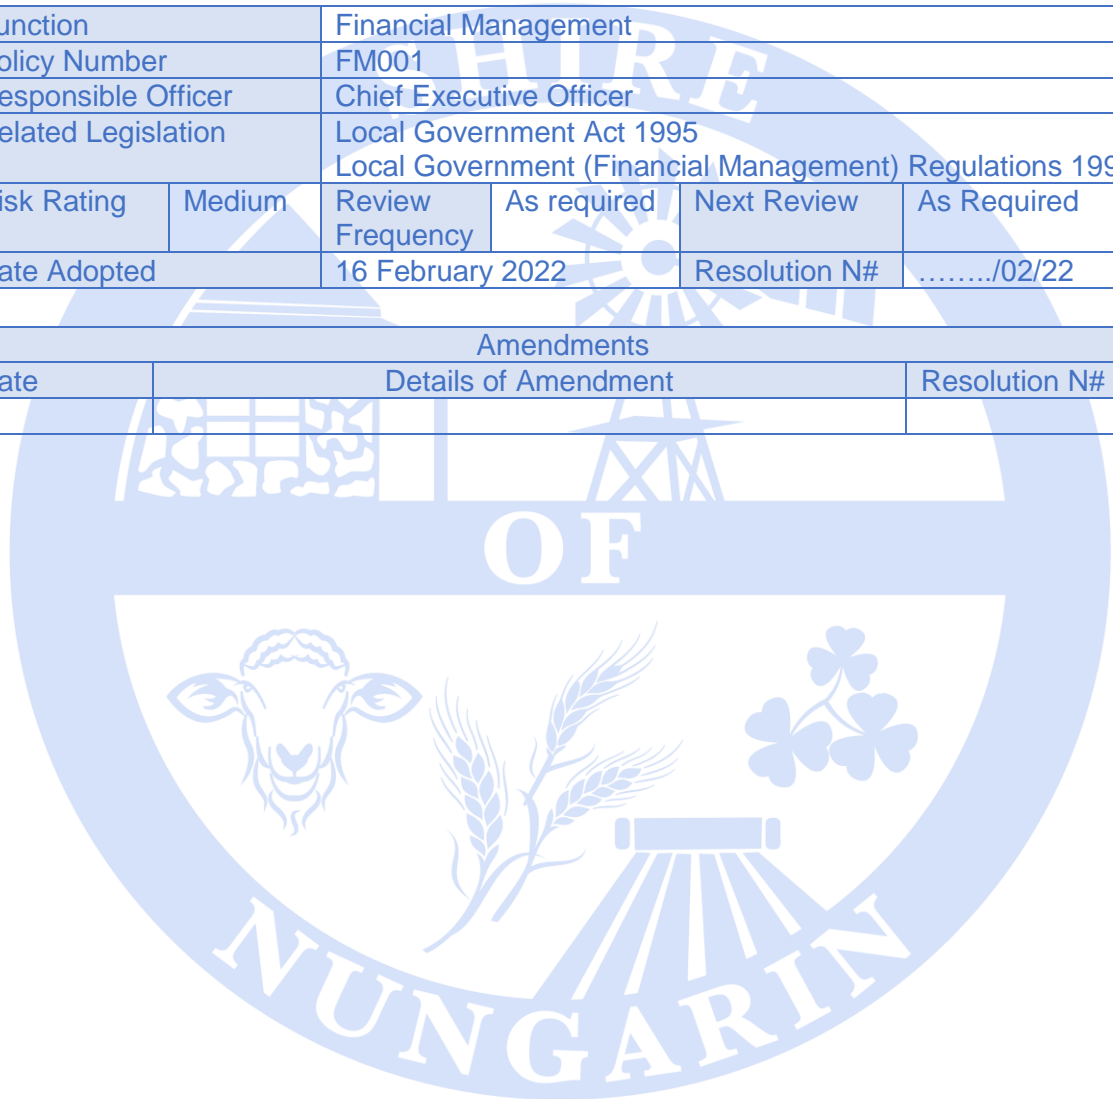 unction Financial Management
olicy Number FM001
esponsible Officer Chief Executive Officer
elated Legislation Local Government Act 1995
Local Government (Financial Management) Regulations 199
isk Rating Medium Review As required Next Review As Required
Frequency
ate Adopted 16 February 2022 Resolution N# ......../02/22
Amendments
ate Details of Amendment Resolution N#
SHIRE
OF
NUNGARIN